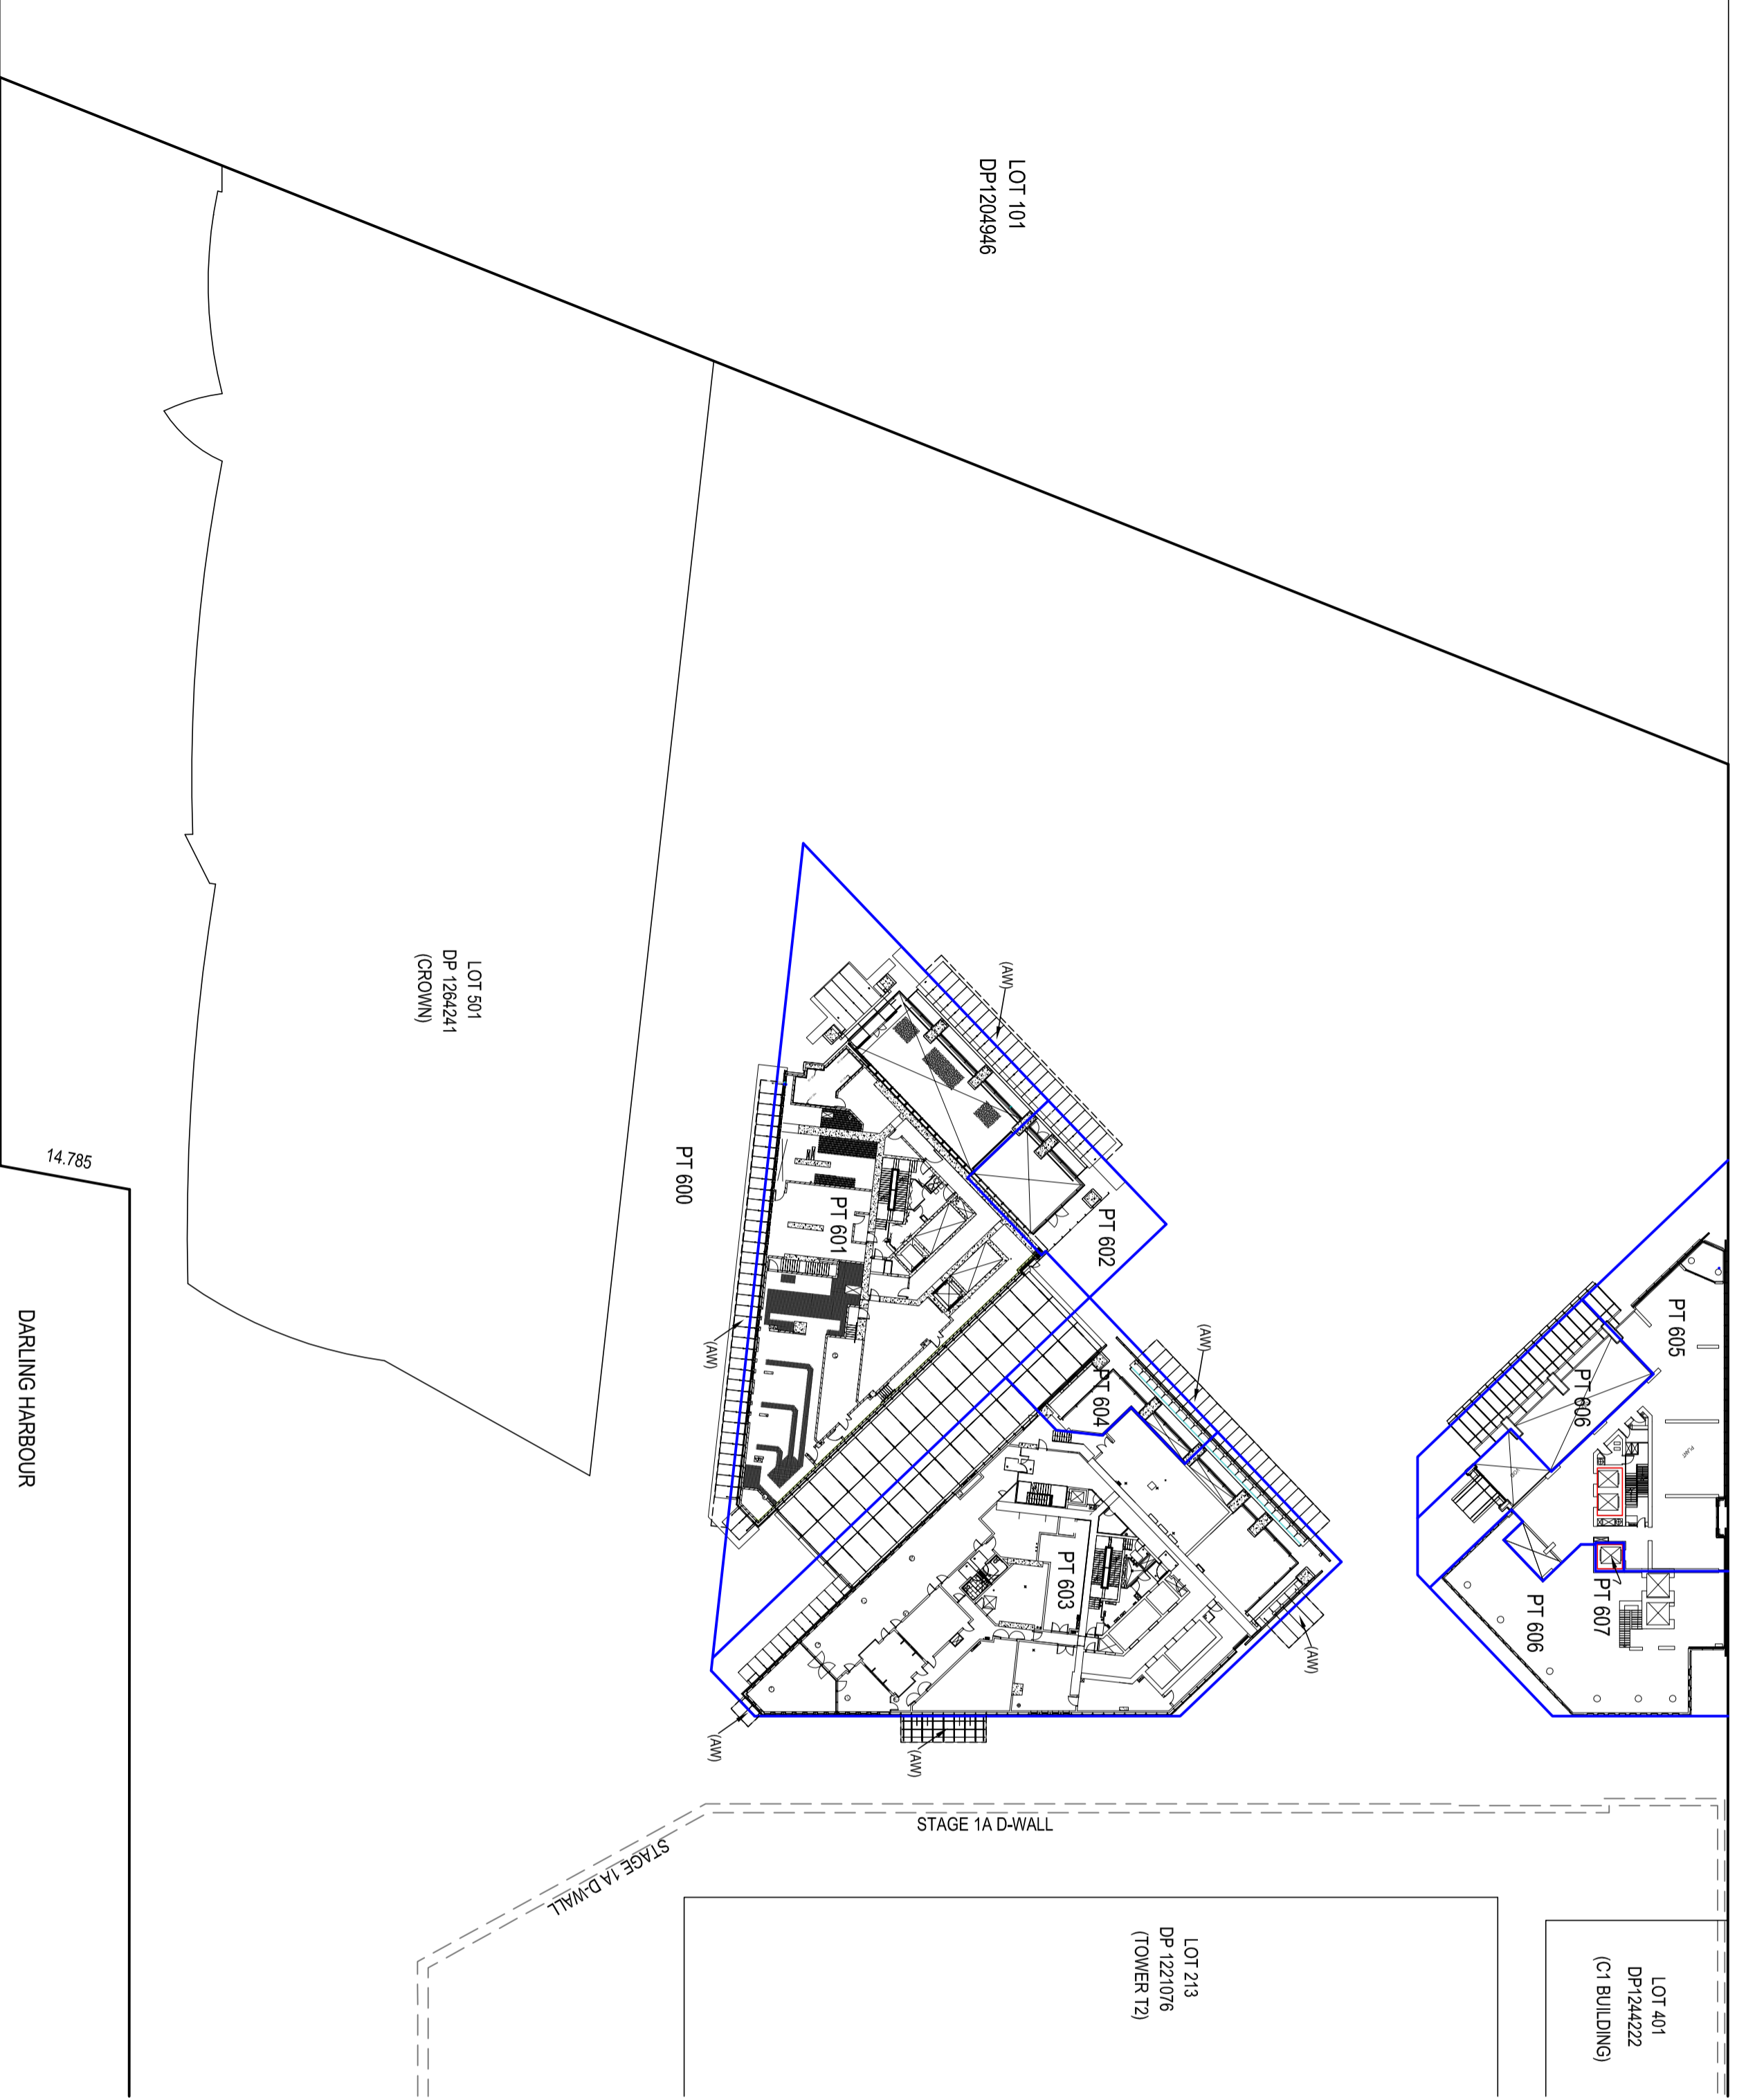 LOT 101
DP1204946
LOT 501
DP 1264241
(CROWN)
14.785
DARLING HARBOUR
PT 600
PT 601
PT 602
PT 603
PT 604
PT 605
PT 606
PT 606
PT 607
PLANT
(AW)
(AW)
(AW)
(AW)
(AW)
(AW)
STAGE 1A D-WALL
STAGE 1A D-WALL
LOT 213
DP 1221076
(TOWER T2)
LOT 401
DP1244222
(C1 BUILDING)